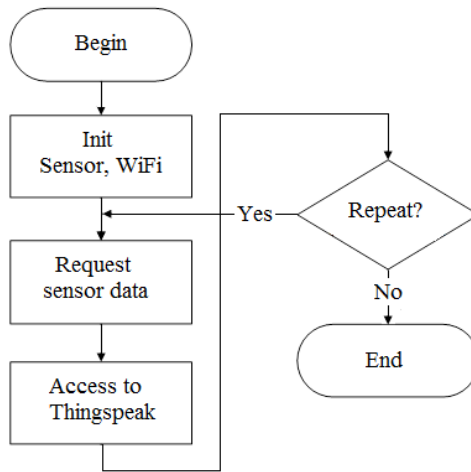 Begin
Init
Sensor, WiFi
Request
sensor data
Access to
Thingspeak
Repeat?
Yes
No
End